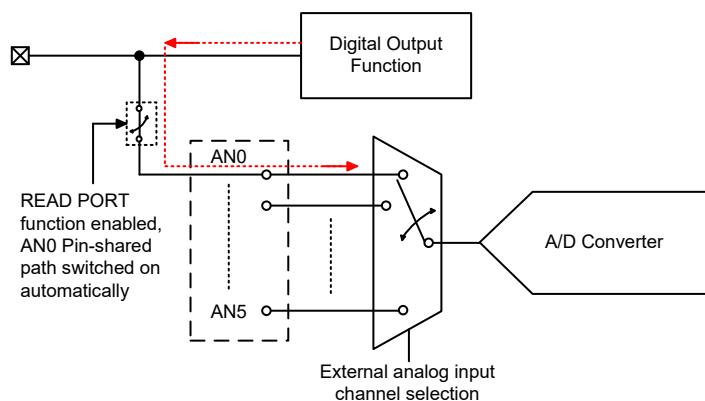 Digital Output
Function
AN0
READ PORT
function enabled,
AN0 Pin-shared
path switched on
automatically
A/D Converter
AN5
External analog input
channel selection